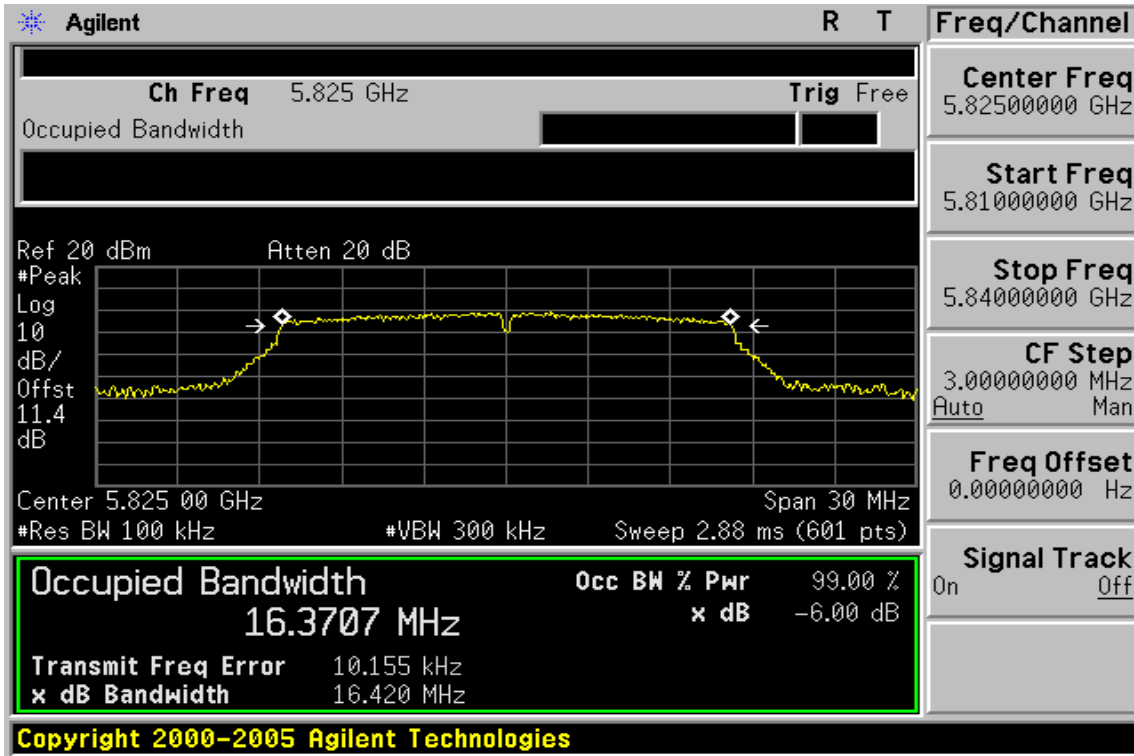 Agilent R T
Ch Freq 5.825 GHz Trig Free
Occupied Bandwidth
Ref 20 dBm Atten 20 dB
#Peak
Log
10
dB/
Offst
11.4
dB
Center 5.825 00 GHz Span 30 MHz
#Res BW 100 kHz #VBW 300 kHz Sweep 2.88 ms (601 pts)
Occupied Bandwidth
16.3707 MHz
Occ BW % Pwr 99.00 %
x dB -6.00 dB
Transmit Freq Error 10.155 kHz
x dB Bandwidth 16.420 MHz
Copyright 2000-2005 Agilent Technologies
Freq/Channel
Center Freq
5.82500000 GHz
Start Freq
5.81000000 GHz
Stop Freq
5.84000000 GHz
CF Step
3.00000000 MHz
Auto Man
Freq Offset
0.00000000 Hz
Signal Track
On Off